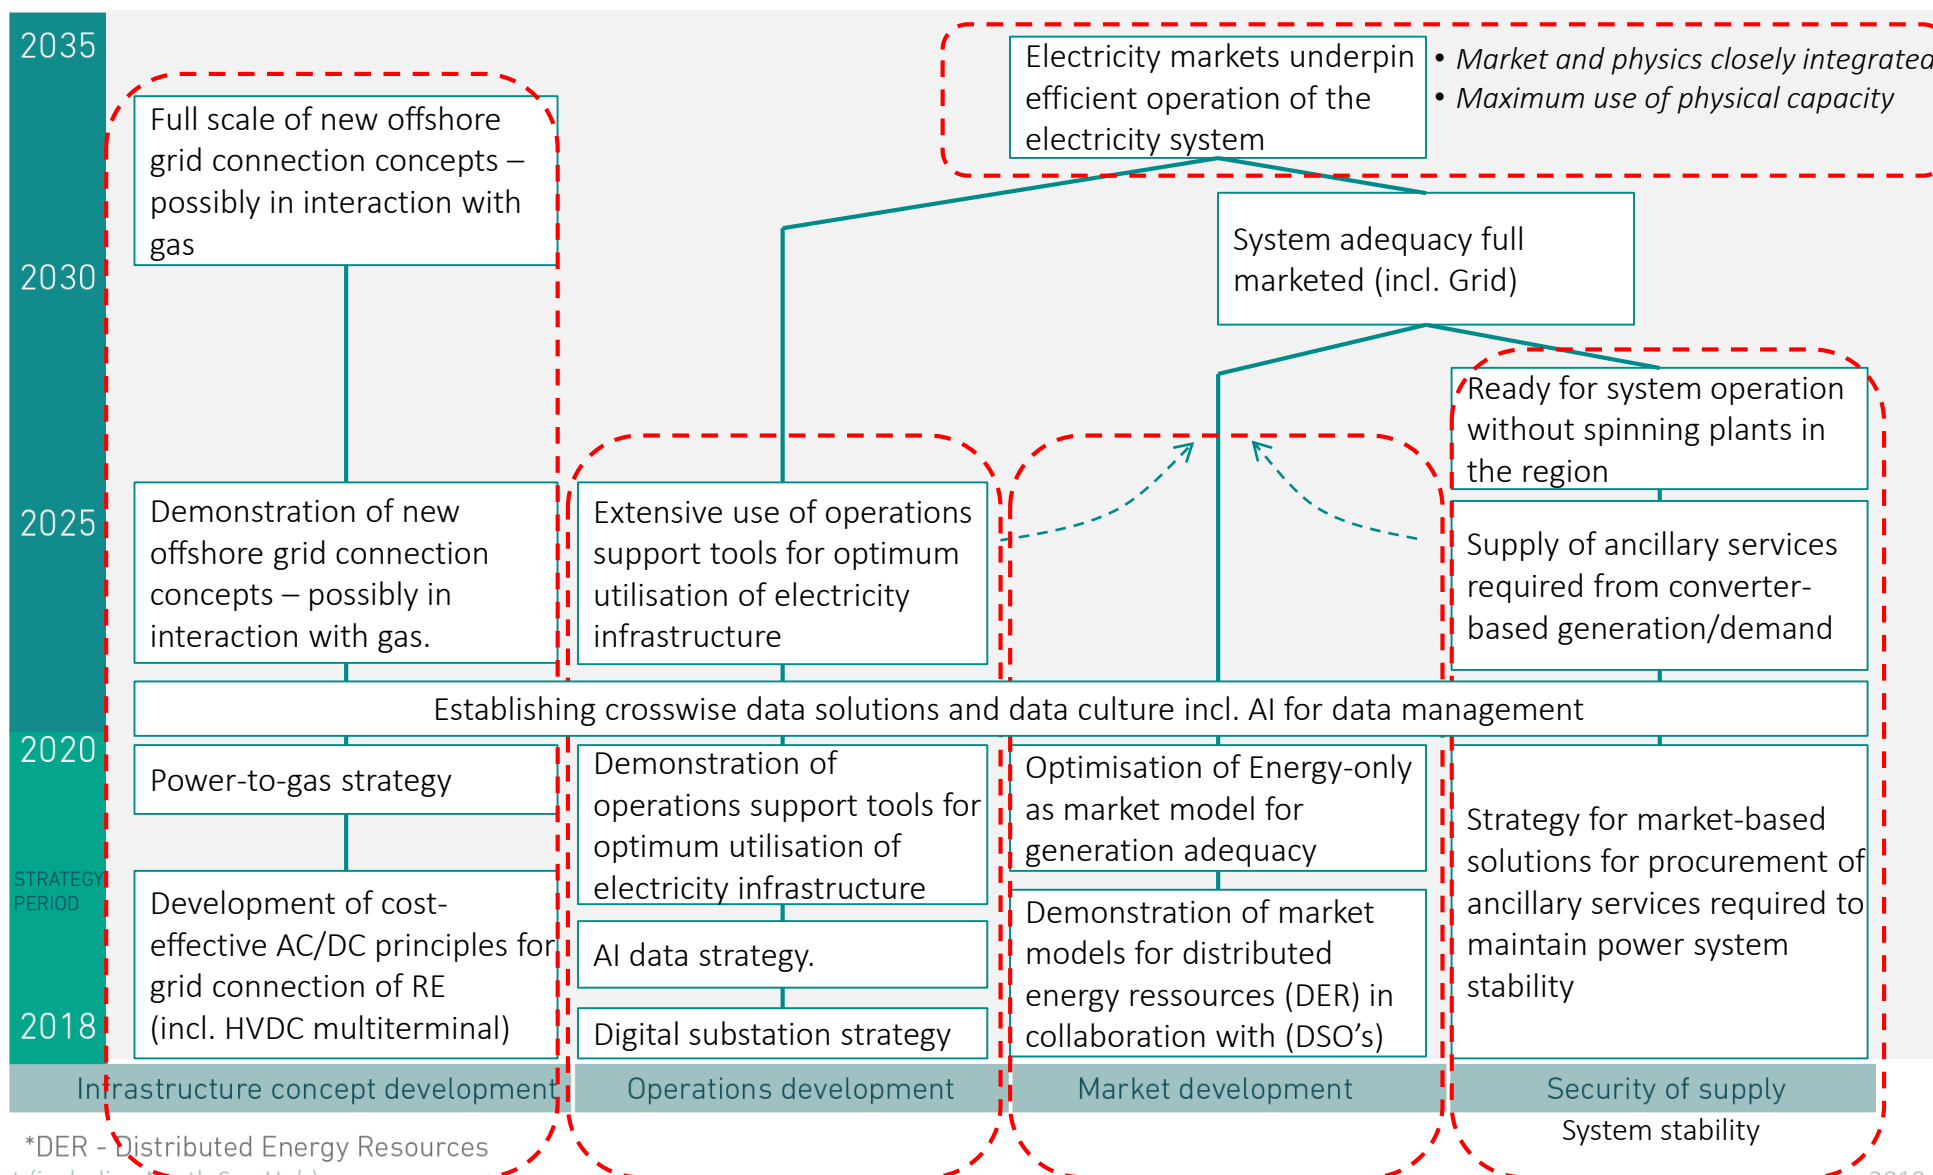 2035
Electricity markets underpin
efficient operation of the
electricity system
• Market and physics closely integrated
• Maximum use of physical capacity
Full scale of new offshore
grid connection concepts –
possibly in interaction with
gas
System adequacy full
marketed (incl. Grid)
2030
Ready for system operation
without spinning plants in
the region
2025
Demonstration of new
offshore grid connection
concepts – possibly in
interaction with gas.
Extensive use of operations
support tools for optimum
utilisation of electricity
infrastructure
Supply of ancillary services
required from converter-
based generation/demand
Establishing crosswise data solutions and data culture incl. AI for data management
2020
Power-to-gas strategy
Demonstration of
operations support tools for
optimum utilisation of
electricity infrastructure
Optimisation of Energy-only
as market model for
generation adequacy
Strategy for market-based
solutions for procurement of
ancillary services required to
maintain power system
stability
STRATEGY
PERIOD
Development of cost-
effective AC/DC principles for
grid connection of RE
(incl. HVDC multiterminal)
AI data strategy.
Demonstration of market
models for distributed
energy ressources (DER) in
collaboration with (DSO's)
2018
Digital substation strategy
Infrastructure concept development
Operations development
Market development
Security of supply
System stability
*DER - Distributed Energy Resources